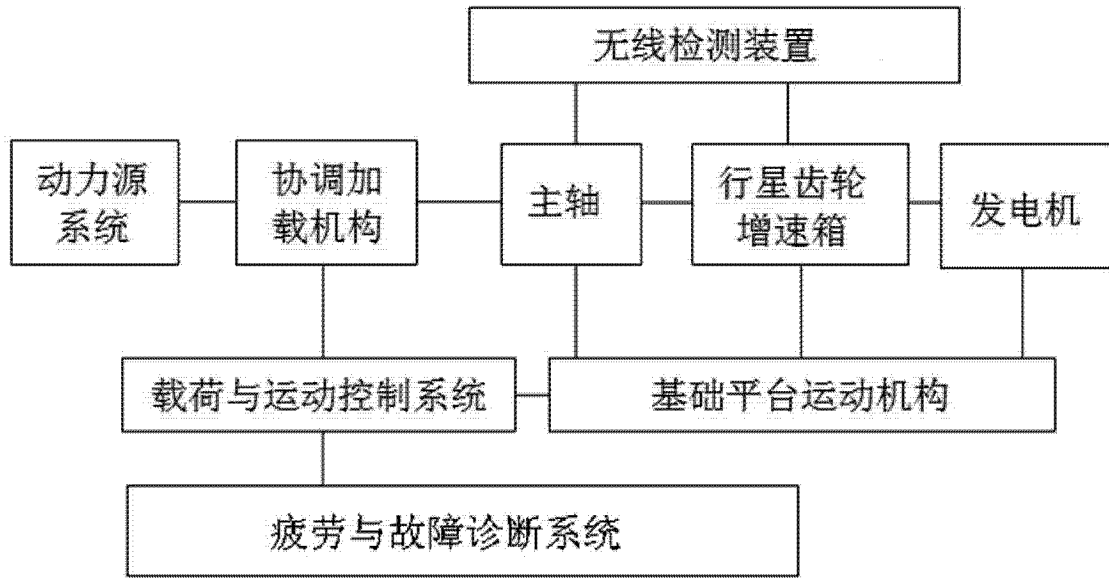 无线检测装置
动力源
系统
协调加
载机构
主轴
行星齿轮
增速箱
发电机
载荷与运动控制系统
基础平台运动机构
疲劳与故障诊断系统